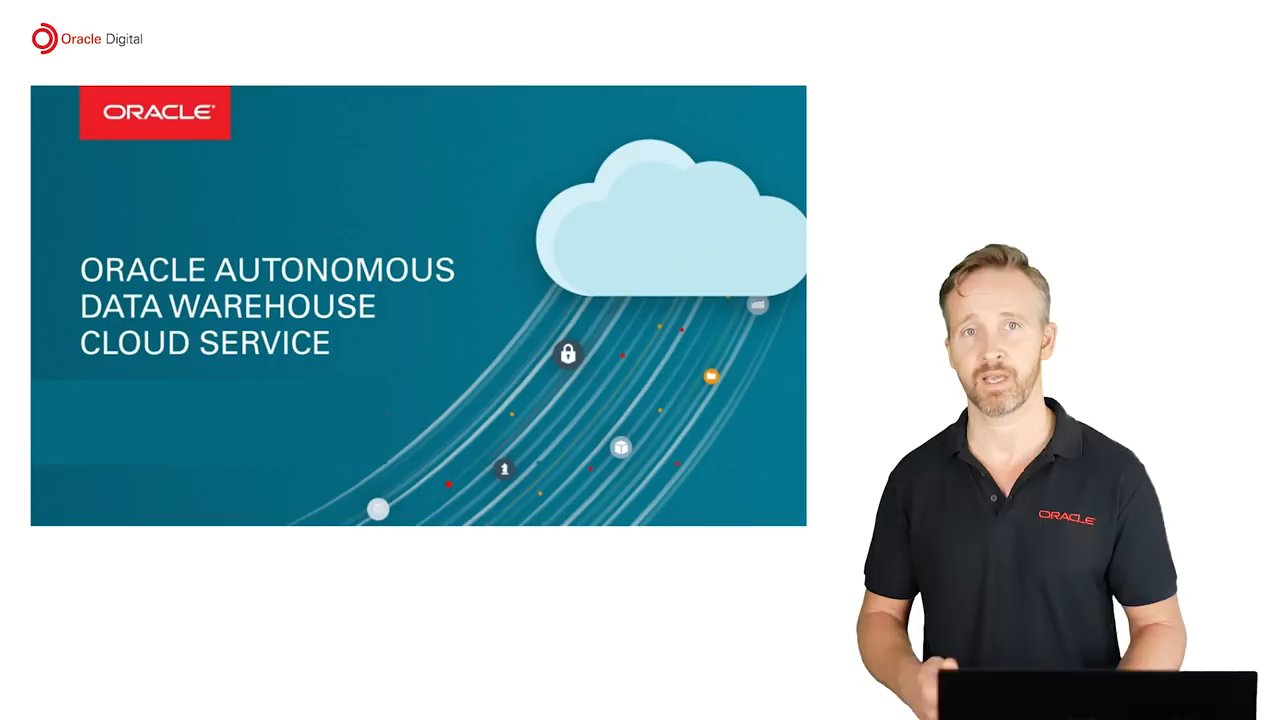 Oracle Digital
ORACLE®
ORACLE AUTONOMOUS
DATA WAREHOUSE
CLOUD SERVICE
ORACLE